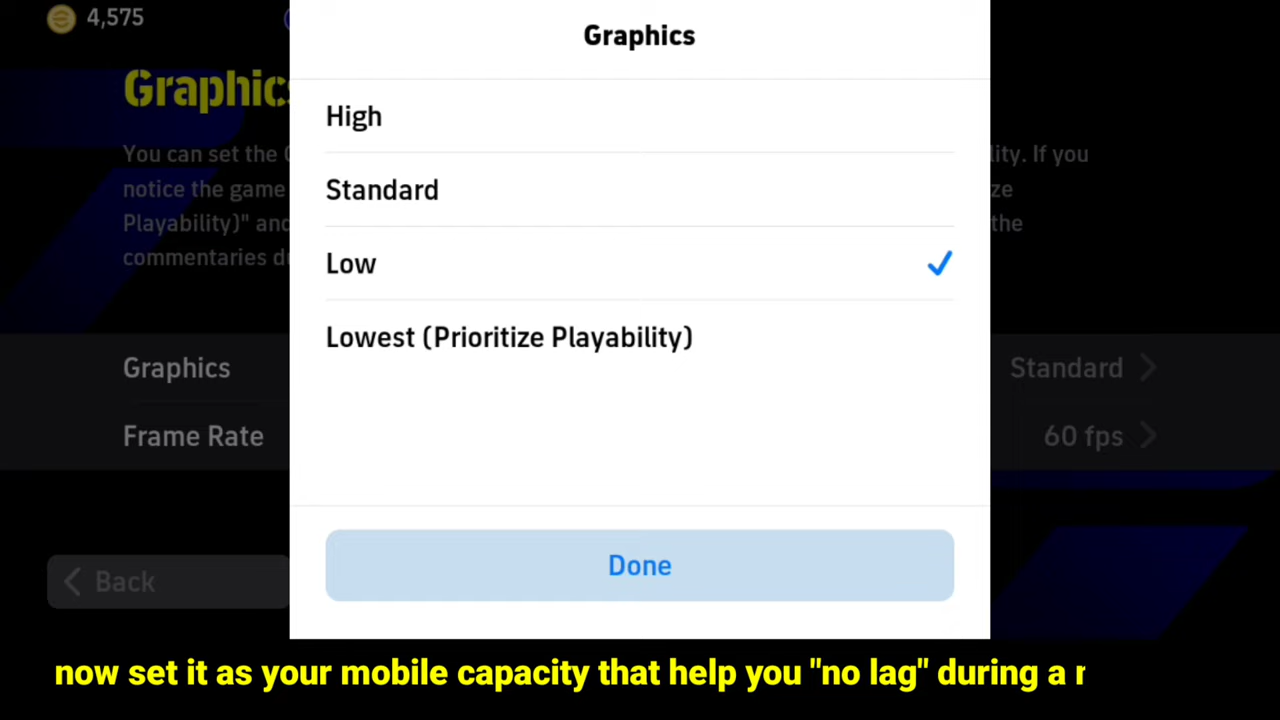 4,575
Graphics
Graphics
High
You can set the
lity. If you
notice the game
Standard
Playability)" and
the
commentaries
Low
Lowest (Prioritize Playability)
Graphics
Standard
Frame Rate
60 fps
Done
Back
now set it as your mobile capacity that help you "no lag" during a